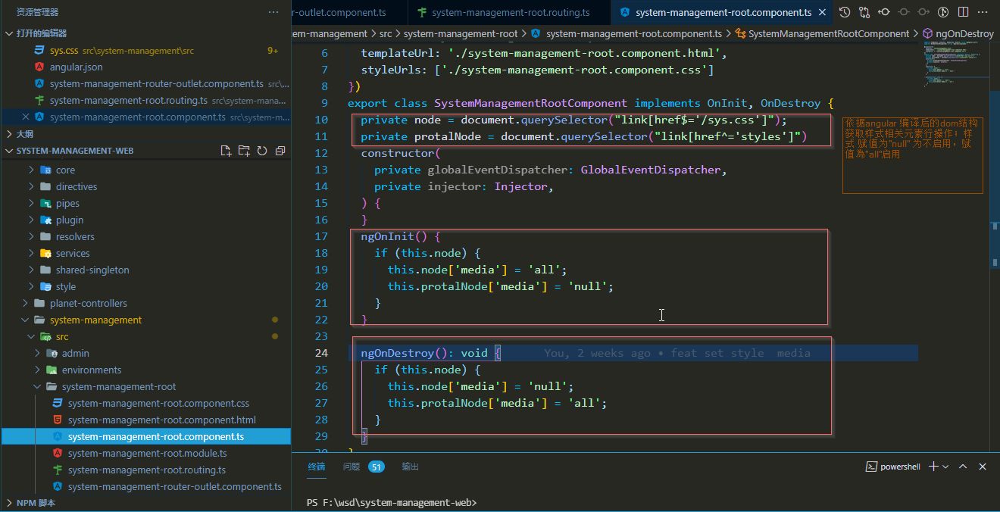 资源管理器
打开的编辑器
sys.css src\system-management\src 9+
angular.json
system-management-router-outlet.component.ts src\...
system-management-root.routing.ts src\system-mana...
system-management-root.component.ts src\system-m...
大纲
SYSTEM-MANAGEMENT-WEB
core
directives
pipes
plugin
resolvers
services
shared-singleton
style
planet-controllers
system-management
src
admin
environments
system-management-root
system-management-root.component.css
system-management-root.component.html
system-management-root.component.ts
system-management-root.module.ts
system-management-root.routing.ts
system-management-router-outlet.component.ts
NPM 脚本
r-outlet.component.ts system-management-root.routing.ts system-management-root.component.ts
em-management > src > system-management-root > system-management-root.component.ts > SystemManagementRootComponent > ngOnDestroy
6 templateUrl: './system-management-root.component.html',
7 styleUrls: ['./system-management-root.component.css']
8 })
9 export class SystemManagementRootComponent implements OnInit, OnDestroy {
10 private node = document.querySelector("link[href$='/sys.css']");
11 private protalNode = document.querySelector("link[href^='styles']")
12 constructor(
13 private globalEventDispatcher: GlobalEventDispatcher,
14 private injector: Injector,
15 ) {
16 }
17 ngOnInit() {
18 if (this.node) {
19 this.node['media'] = 'all';
20 this.protalNode['media'] = 'null';
21 }
22 }
23
24 ngOnDestroy(): void { You, 2 weeks ago • feat set style media
25 if (this.node) {
26 this.node['media'] = 'null';
27 this.protalNode['media'] = 'all';
28 }
29 }
30 }
依据angular 编译后的dom结构
获取样式相关元素行操作；样
式 赋值为"null" 为不启用，赋
值為"all"启用
终端 问题 51 输出
powershell
PS F:\wsd\system-management-web>